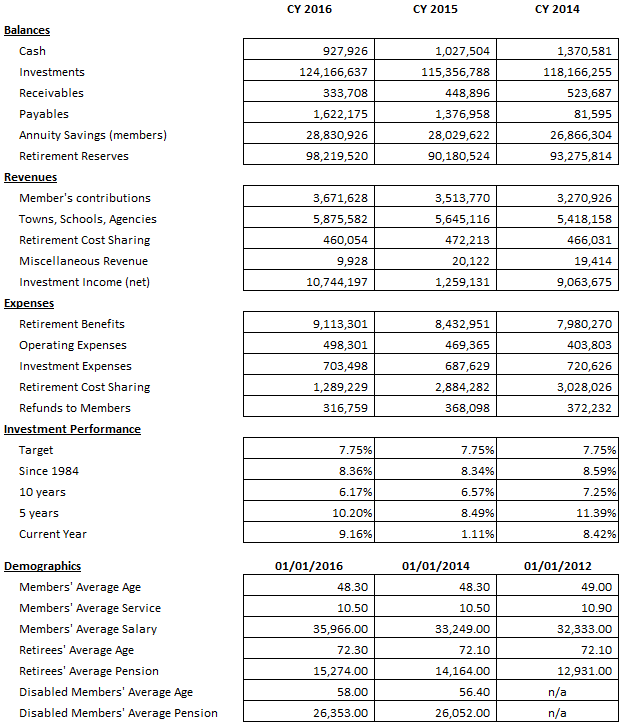 CY 2016 CY 2015 CY 2014
Balances
Cash 927,926 1,027,504 1,370,581
Investments 124,166,637 115,356,788 118,166,255
Receivables 333,708 448,896 523,687
Payables 1,622,175 1,376,958 81,595
Annuity Savings (members) 28,830,926 28,029,622 26,866,304
Retirement Reserves 98,219,520 90,180,524 93,275,814
Revenues
Member's contributions 3,671,628 3,513,770 3,270,926
Towns, Schools, Agencies 5,875,582 5,645,116 5,418,158
Retirement Cost Sharing 460,054 472,213 466,031
Miscellaneous Revenue 9,928 20,122 19,414
Investment Income (net) 10,744,197 1,259,131 9,063,675
Expenses
Retirement Benefits 9,113,301 8,432,951 7,980,270
Operating Expenses 498,301 469,365 403,803
Investment Expenses 703,498 687,629 720,626
Retirement Cost Sharing 1,289,229 2,884,282 3,028,026
Refunds to Members 316,759 368,098 372,232
Investment Performance
Target 7.75% 7.75% 7.75%
Since 1984 8.36% 8.34% 8.59%
10 years 6.17% 6.57% 7.25%
5 years 10.20% 8.49% 11.39%
Current Year 9.16% 1.11% 8.42%
Demographics 01/01/2016 01/01/2014 01/01/2012
Members' Average Age 48.30 48.30 49.00
Members' Average Service 10.50 10.50 10.90
Members' Average Salary 35,966.00 33,249.00 32,333.00
Retirees' Average Age 72.30 72.10 72.10
Retirees' Average Pension 15,274.00 14,164.00 12,931.00
Disabled Members' Average Age 58.00 56.40 n/a
Disabled Members' Average Pension 26,353.00 26,052.00 n/a